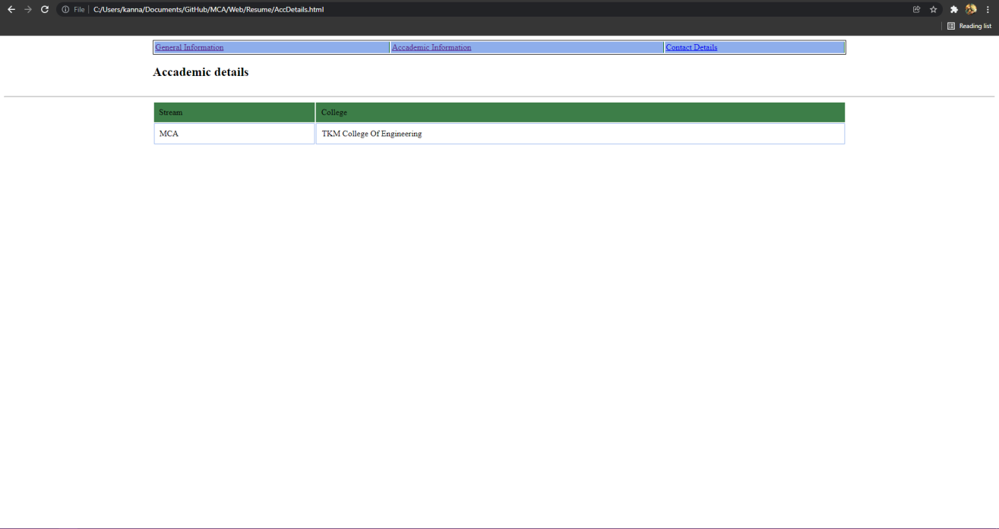 File C:/Users/kanna/Documents/GitHub/MCA/Web/Resume/AccDetails.html
Reading list
General Information Accademic Information Contact Details
Accademic details
Stream College
MCA TKM College Of Engineering